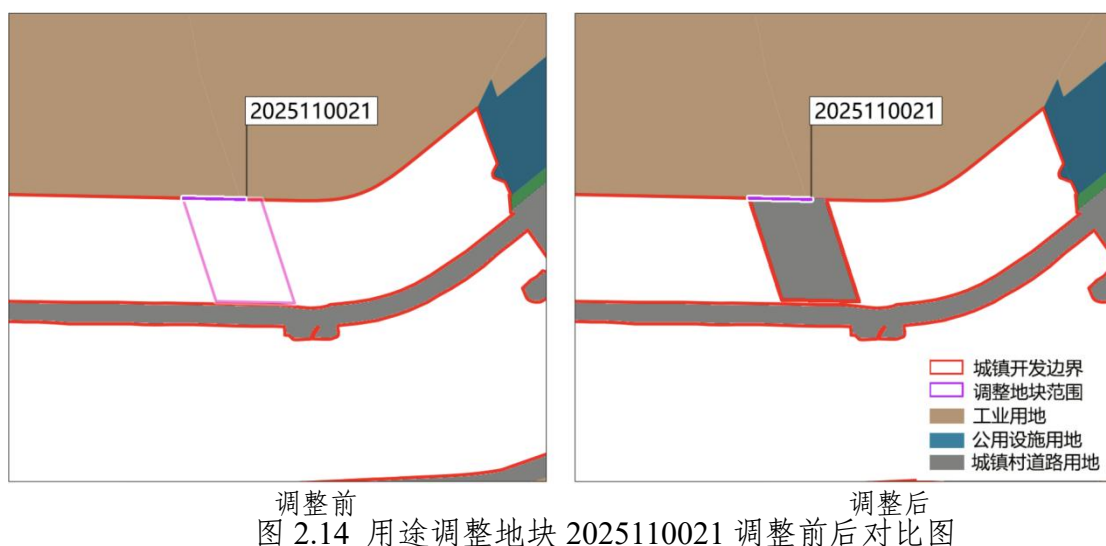 2025110021
2025110021
城镇开发边界
调整地块范围
工业用地
公用设施用地
城镇村道路用地
调整前
调整后
图 2.14 用途调整地块 2025110021 调整前后对比图